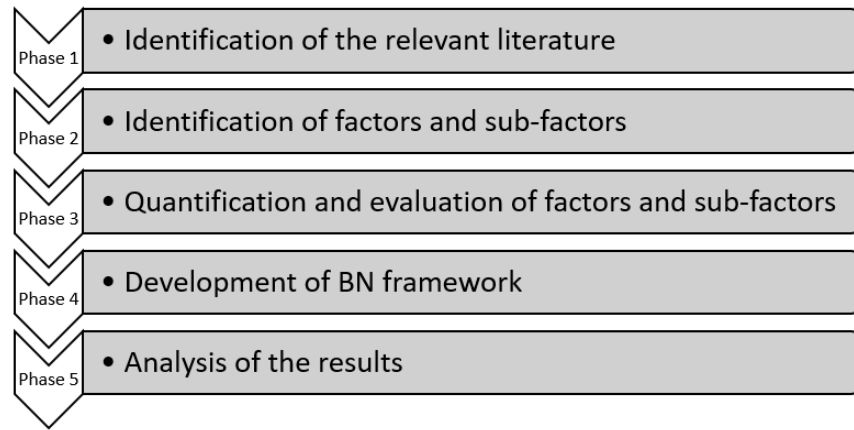 Phase 1
• Identification of the relevant literature
Phase 2
• Identification of factors and sub-factors
Phase 3
• Quantification and evaluation of factors and sub-factors
Phase 4
• Development of BN framework
Phase 5
• Analysis of the results